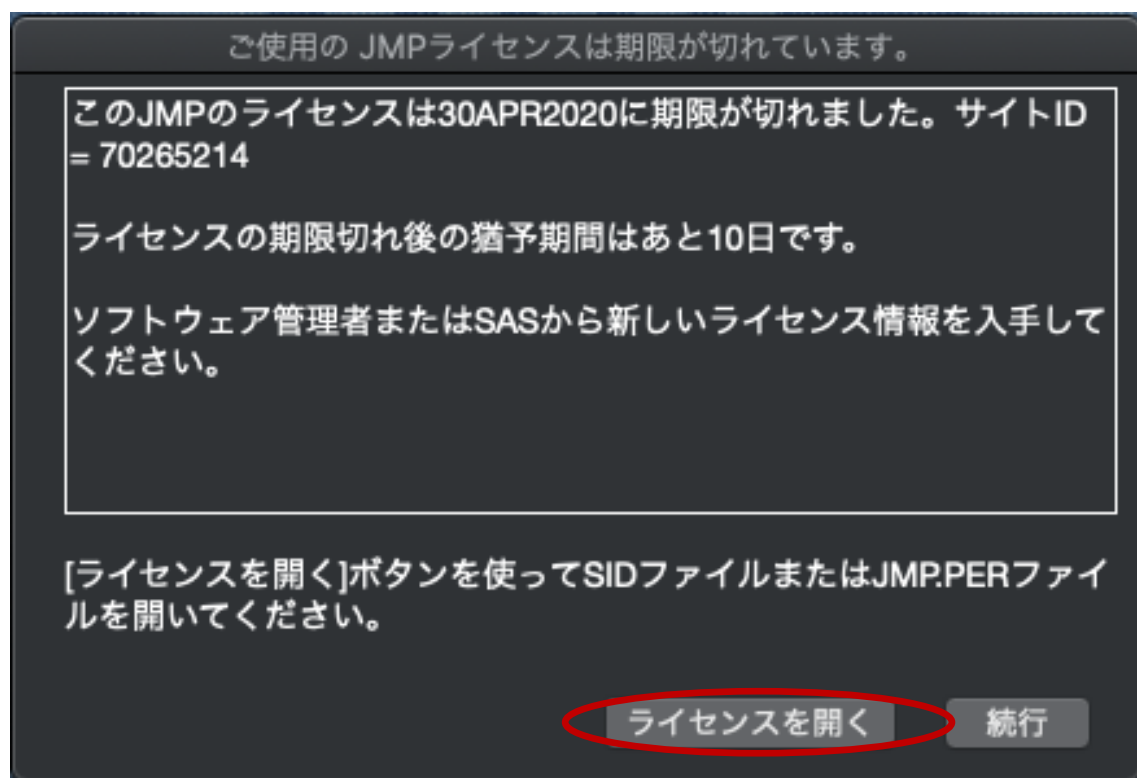 ご使用の JMPライセンスは期限が切れています。
このJMPのライセンスは30APR2020に期限が切れました。サイトID
= 70265214
ライセンスの期限切れ後の猶予期間はあと10日です。
ソフトウェア管理者またはSASから新しいライセンス情報を入手して
ください。
[ライセンスを開く]ボタンを使ってSIDファイルまたはJMP.PERファイ
ルを開いてください。
ライセンスを開く 続行